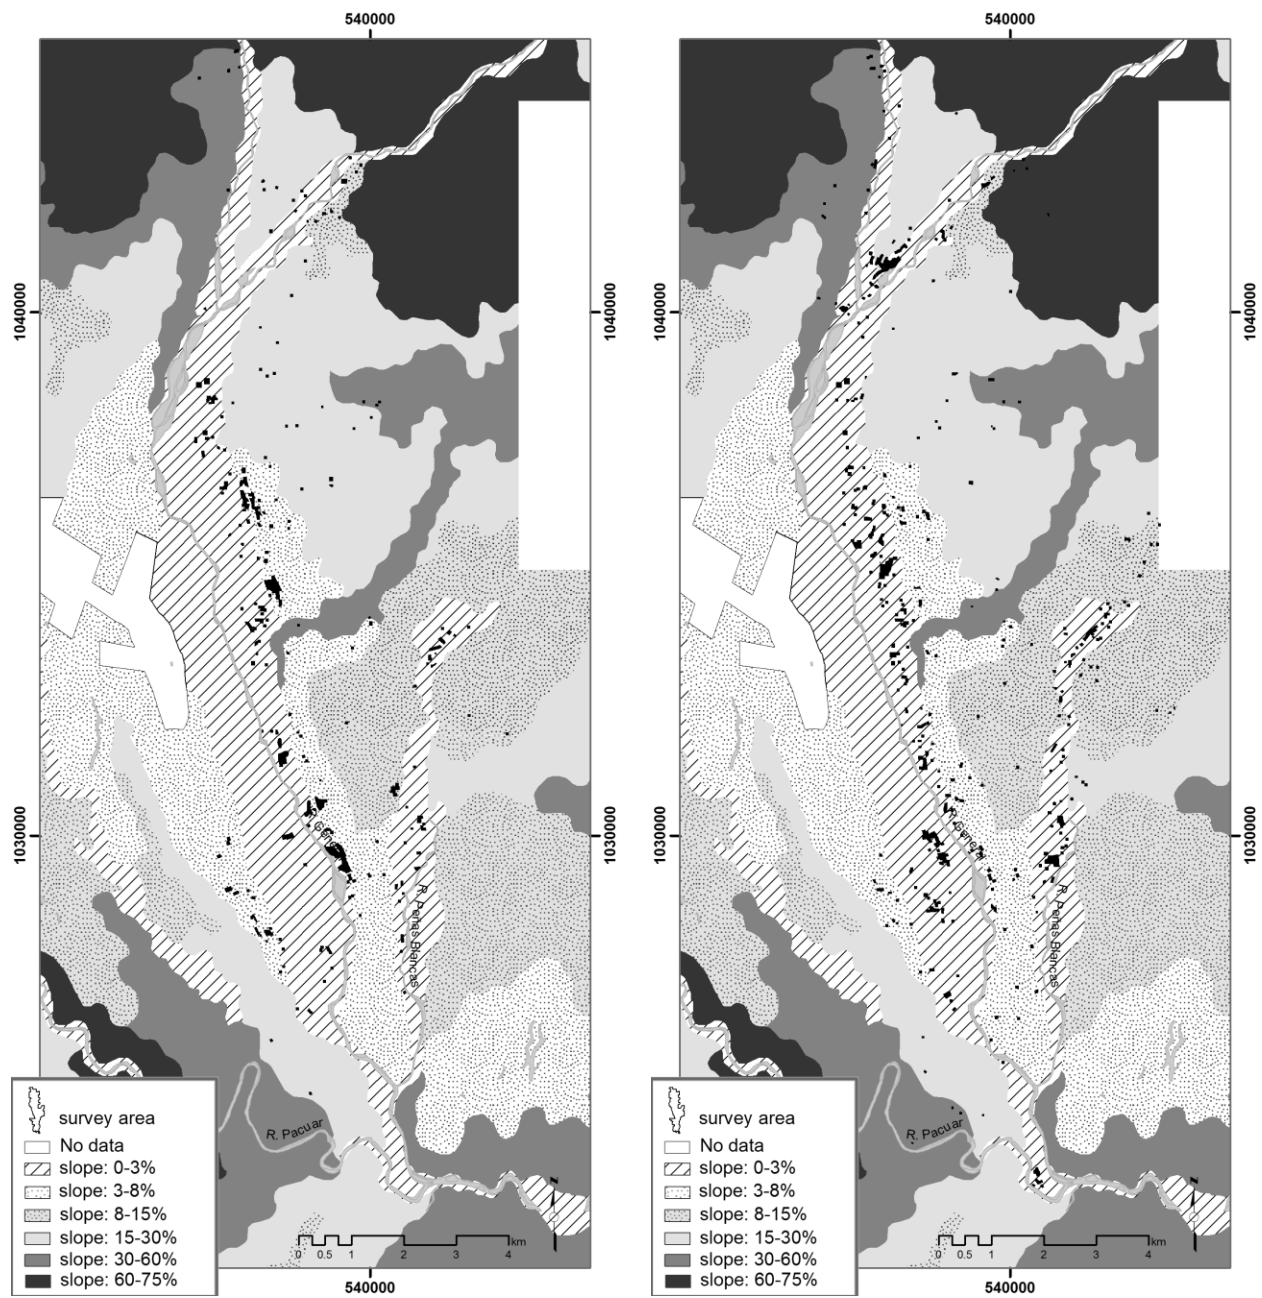 540000
540000
1040000
1040000
1040000
1040000
R. General
R. General
1030000
1030000
1030000
1030000
R. Peñas Blancas
R. Peñas Blancas
survey area
No data
slope: 0-3%
slope: 3-8%
slope: 8-15%
slope: 15-30%
slope: 30-60%
slope: 60-75%
R. Pacuar
N
km
0 0.5 1 2 3 4
survey area
No data
slope: 0-3%
slope: 3-8%
slope: 8-15%
slope: 15-30%
slope: 30-60%
slope: 60-75%
R. Pacuar
N
km
0 0.5 1 2 3 4
540000
540000